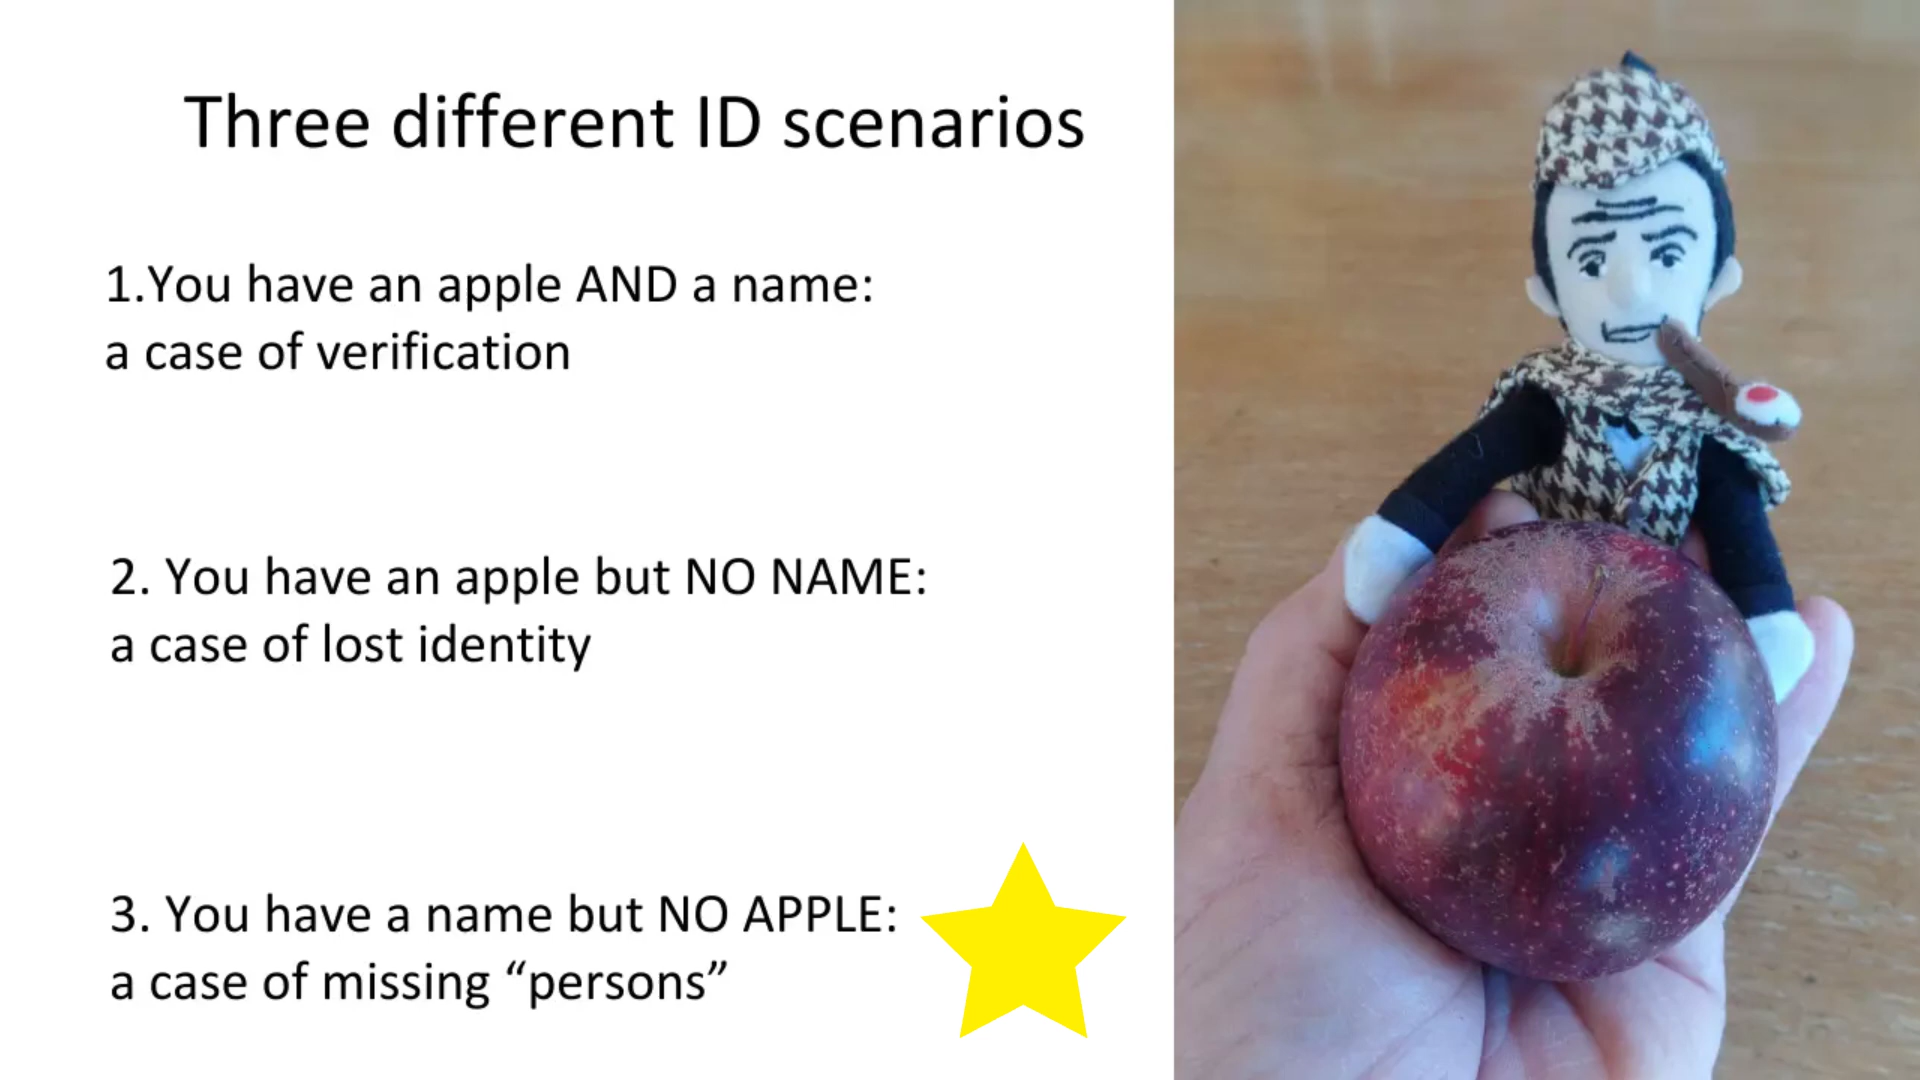 Three different ID scenarios
1.You have an apple AND a name:
a case of verification
2. You have an apple but NO NAME:
a case of lost identity
3. You have a name but NO APPLE:
a case of missing “persons”